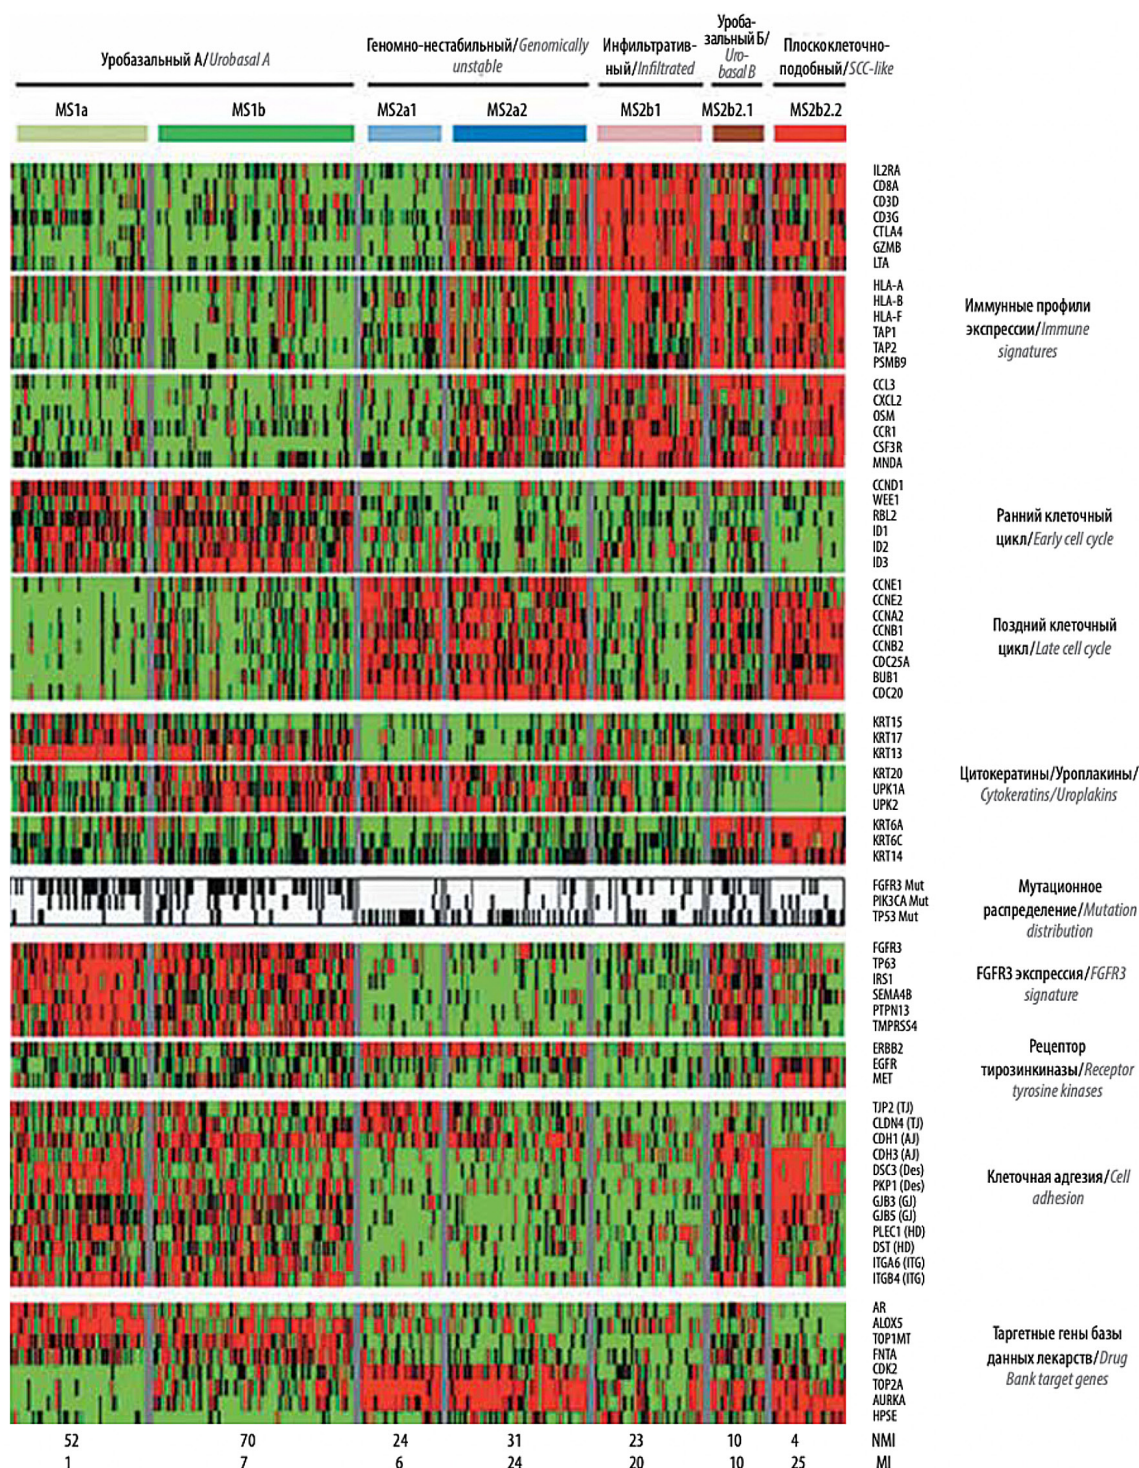 Уробазальный А/Urobasal A
Геномно-нестабильный/Genomically
unstable
Инфильтратив-
ный/Infiltrated
Уроба-
зальный Б/
Uro-
basal B
Плоскоклеточно-
подобный/SCC-like
MS1a
MS1b
MS2a1
MS2a2
MS2b1
MS2b2.1
MS2b2.2
IL2RA
CD8A
CD3D
CD3G
CTLA4
GZMB
LTA
HLA-A
HLA-B
HLA-F
TAP1
TAP2
PSMB9
CCL3
CXCL2
OSM
CCR1
CSF3R
MNDA
Иммунные профили
экспрессии/Immune
signatures
CCND1
WEE1
RBL2
ID1
ID2
ID3
Ранний клеточный
цикл/Early cell cycle
CCNE1
CCNE2
CCNA2
CCNB1
CCNB2
CDC25A
BUB1
CDC20
Поздний клеточный
цикл/Late cell cycle
KRT15
KRT17
KRT13
KRT20
UPK1A
UPK2
KRT6A
KRT6C
KRT14
Цитокератины/Уроплакины/
Cytokeratins/Uroplakins
FGFR3 Mut
PIK3CA Mut
TP53 Mut
Мутационное
распределение/Mutation
distribution
FGFR3
TP63
IRS1
SEMA4B
PTPN13
TMPRSS4
FGFR3 экспрессия/FGFR3
signature
ERBB2
EGFR
MET
Рецептор
тирозинкиназы/Receptor
tyrosine kinases
TJP2 (TJ)
CLDN4 (TJ)
CDH1 (AJ)
CDH3 (AJ)
DSC3 (Des)
PKP1 (Des)
GJB3 (GJ)
GJB5 (GJ)
PLEC1 (HD)
DST (HD)
ITGA6 (ITG)
ITGB4 (ITG)
Клеточная адгезия/Cell
adhesion
AR
ALOX5
TOP1MT
FNTA
CDK2
TOP2A
AURKA
HPSE
Таргетные гены базы
данных лекарств/Drug
Bank target genes
52 70 24 31 23 10 4 NMI
1 7 6 24 20 10 25 MI